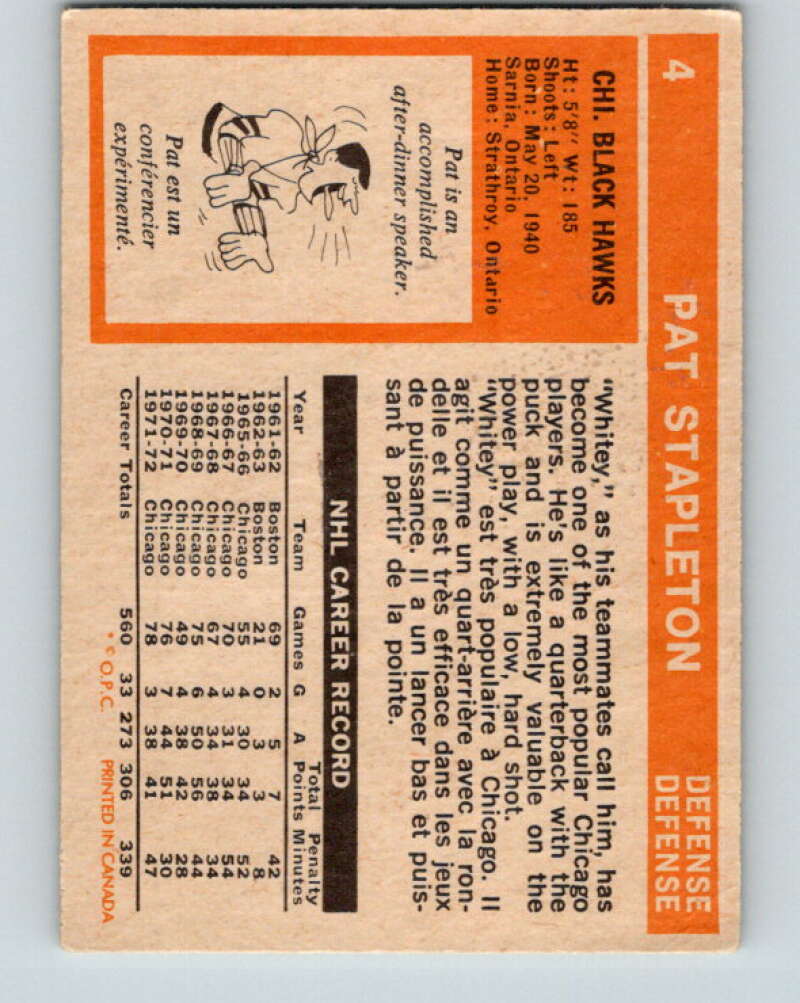 4 PAT STAPLETON DEFENSE
DEFENSE
CHI. BLACK HAWKS
Ht: 5'8" Wt: 185
Shoots: Left
Born: May 20, 1940
Sarnia, Ontario
Home: Strathroy, Ontario
Pat is an
accomplished
after-dinner speaker.
Pat est un
conférencier
expérimenté.
"Whitey," as his teammates call him, has
become one of the most popular Chicago
players. He's like a quarterback with the
puck and is extremely valuable on the
power play, with a low, hard shot.
"Whitey" est très populaire à Chicago. Il
agit comme un quart-arrière avec la ron-
delle et il est très efficace dans les jeux
de puissance. Il a un lancer bas et puis-
sant à partir de la pointe.
NHL CAREER RECORD
Total Penalty
Year Team Games G A Points Minutes
1961-62 Boston 69 2 5 7 42
1962-63 Boston 21 0 3 3 8
1965-66 Chicago 55 4 30 34 52
1966-67 Chicago 70 3 31 34 54
1967-68 Chicago 67 4 34 38 34
1968-69 Chicago 75 6 50 56 44
1969-70 Chicago 49 4 38 42 28
1970-71 Chicago 76 7 44 51 30
1971-72 Chicago 78 3 38 41 47
Career Totals 560 33 273 306 339
* © O.P.C. PRINTED IN CANADA